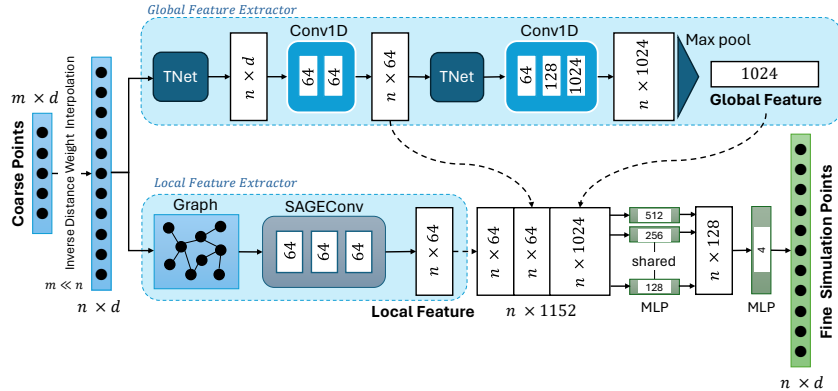 Global Feature Extractor
Conv1D
Conv1D
Max pool
TNet
n × d
64
64
n × 64
TNet
64
128
1024
n × 1024
1024
Global Feature
m × d
Coarse Points
Inverse Distance Weight Interpolation
m ≪ n
n × d
Local Feature Extractor
Graph
SAGEConv
64
64
64
n × 64
Local Feature
n × 64
n × 64
n × 1024
n × 1152
512
256
shared
128
MLP
n × 128
4
MLP
Fine Simulation Points
n × d